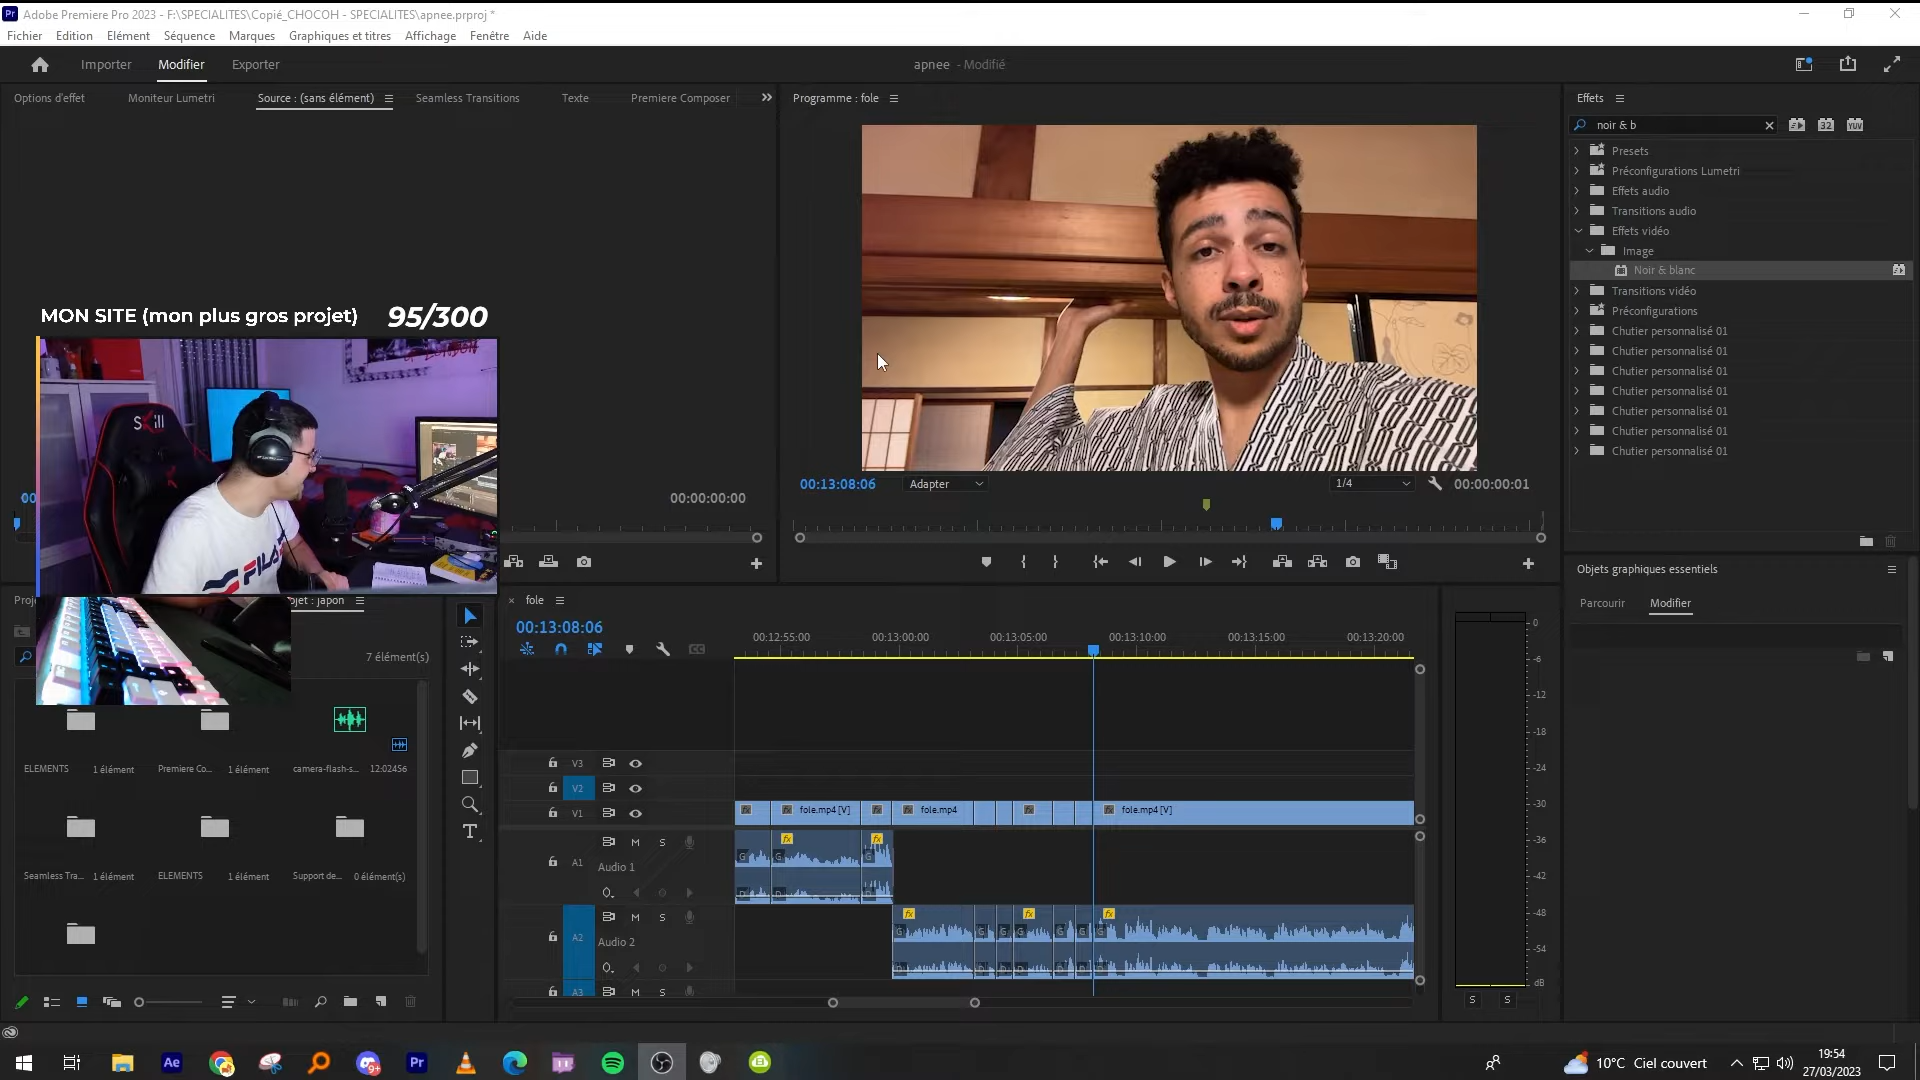 Adobe Premiere Pro 2023 - F:\SPECIALITES\Copié_CHOCOH - SPECIALITES\apnee.prproj *
Fichier Edition Elément Séquence Marques Graphiques et titres Affichage Fenêtre Aide
Importer Modifier Exporter
apnee - Modifié
Options d'effet Moniteur Lumetri Source : (sans élément) Seamless Transitions Texte Premiere Composer
Programme : fole
Effets
noir & b
32 YUV
Presets
Préconfigurations Lumetri
Effets audio
Transitions audio
Effets vidéo
Image
Noir & blanc
Transitions vidéo
Préconfigurations
Chutier personnalisé 01
Chutier personnalisé 01
Chutier personnalisé 01
Chutier personnalisé 01
Chutier personnalisé 01
Chutier personnalisé 01
Chutier personnalisé 01
MON SITE (mon plus gros projet) 95/300
00
00:00:00:00
00:13:08:06 Adapter 1/4 00:00:00:01
Objets graphiques essentiels
Parcourir Modifier
ojet : japon
7 élément(s)
ELEMENTS 1 élément
Premiere Co... 1 élément
camera-flash-s... 12:02456
Seamless Tra... 1 élément
ELEMENTS 1 élément
Support de... 0 élément(s)
fole
00:13:08:06
00:12:55:00 00:13:00:00 00:13:05:00 00:13:10:00 00:13:15:00 00:13:20:00
V3
V2
V1
fole.mp4 [V] fole.mp4 fole.mp4 [V]
A1 M S
Audio 1
A2 M S
Audio 2
A3 M S
0
-6
-12
-18
-24
-30
-36
-42
-48
-54
dB
S S
10°C Ciel couvert
19:54
27/03/2023